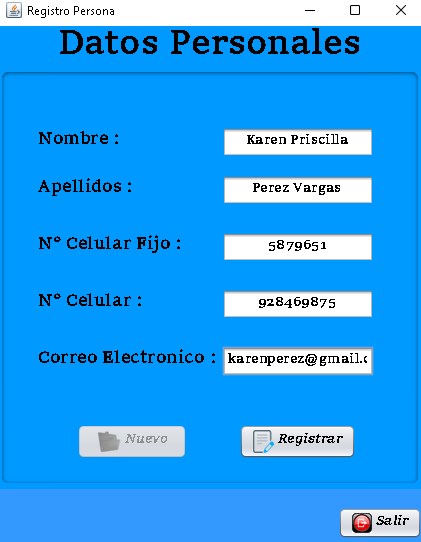 Registro Persona
Datos Personales
Nombre : Karen Priscilla
Apellidos : Perez Vargas
N° Celular Fijo : 5879651
N° Celular : 928469875
Correo Electronico : karenperez@gmail.c
Nuevo Registrar
Salir